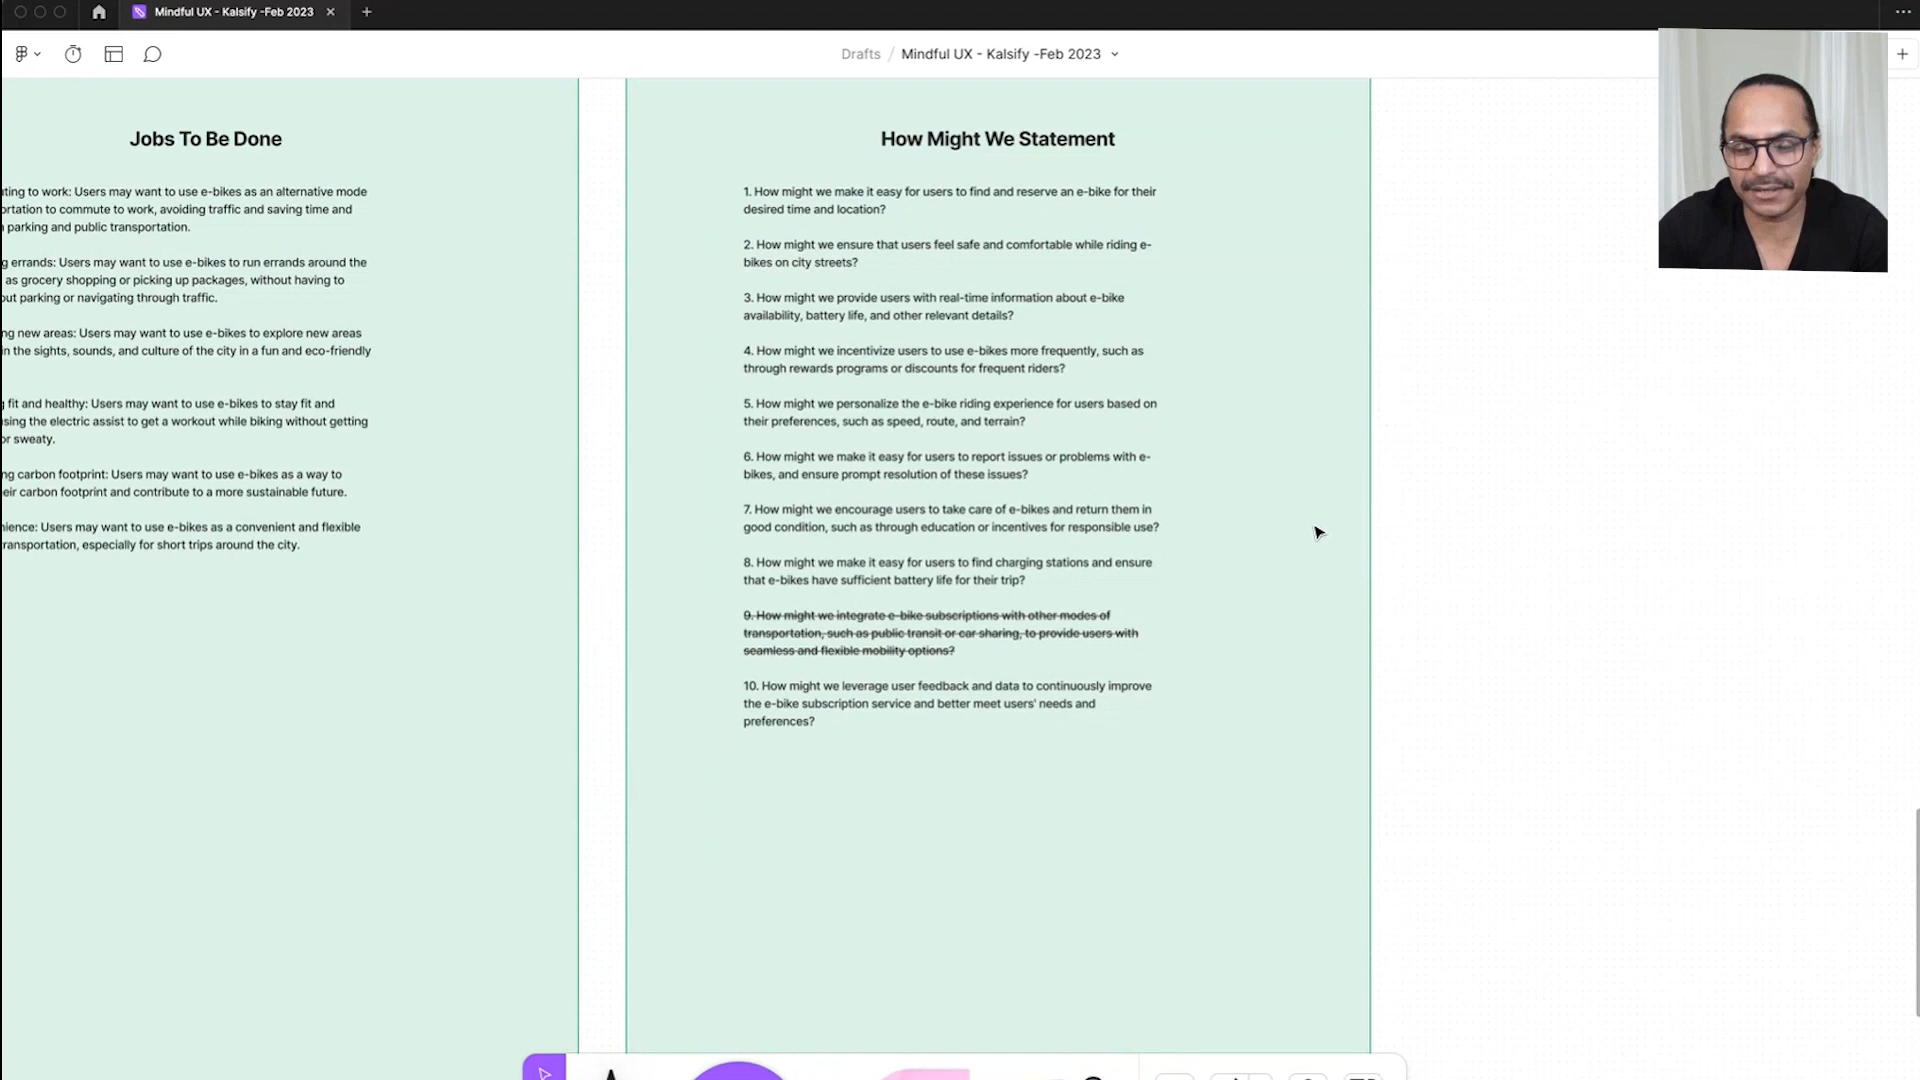 Mindful UX - Kalsify -Feb 2023
Drafts / Mindful UX - Kalsify -Feb 2023
Jobs To Be Done
ting to work: Users may want to use e-bikes as an alternative mode
ortation to commute to work, avoiding traffic and saving time and
parking and public transportation.
g errands: Users may want to use e-bikes to run errands around the
as grocery shopping or picking up packages, without having to
out parking or navigating through traffic.
ng new areas: Users may want to use e-bikes to explore new areas
in the sights, sounds, and culture of the city in a fun and eco-friendly
g fit and healthy: Users may want to use e-bikes to stay fit and
sing the electric assist to get a workout while biking without getting
or sweaty.
ng carbon footprint: Users may want to use e-bikes as a way to
eir carbon footprint and contribute to a more sustainable future.
nience: Users may want to use e-bikes as a convenient and flexible
ransportation, especially for short trips around the city.
How Might We Statement
1. How might we make it easy for users to find and reserve an e-bike for their
desired time and location?
2. How might we ensure that users feel safe and comfortable while riding e-
bikes on city streets?
3. How might we provide users with real-time information about e-bike
availability, battery life, and other relevant details?
4. How might we incentivize users to use e-bikes more frequently, such as
through rewards programs or discounts for frequent riders?
5. How might we personalize the e-bike riding experience for users based on
their preferences, such as speed, route, and terrain?
6. How might we make it easy for users to report issues or problems with e-
bikes, and ensure prompt resolution of these issues?
7. How might we encourage users to take care of e-bikes and return them in
good condition, such as through education or incentives for responsible use?
8. How might we make it easy for users to find charging stations and ensure
that e-bikes have sufficient battery life for their trip?
9. How might we integrate e-bike subscriptions with other modes of
transportation, such as public transit or car sharing, to provide users with
seamless and flexible mobility options?
10. How might we leverage user feedback and data to continuously improve
the e-bike subscription service and better meet users' needs and
preferences?